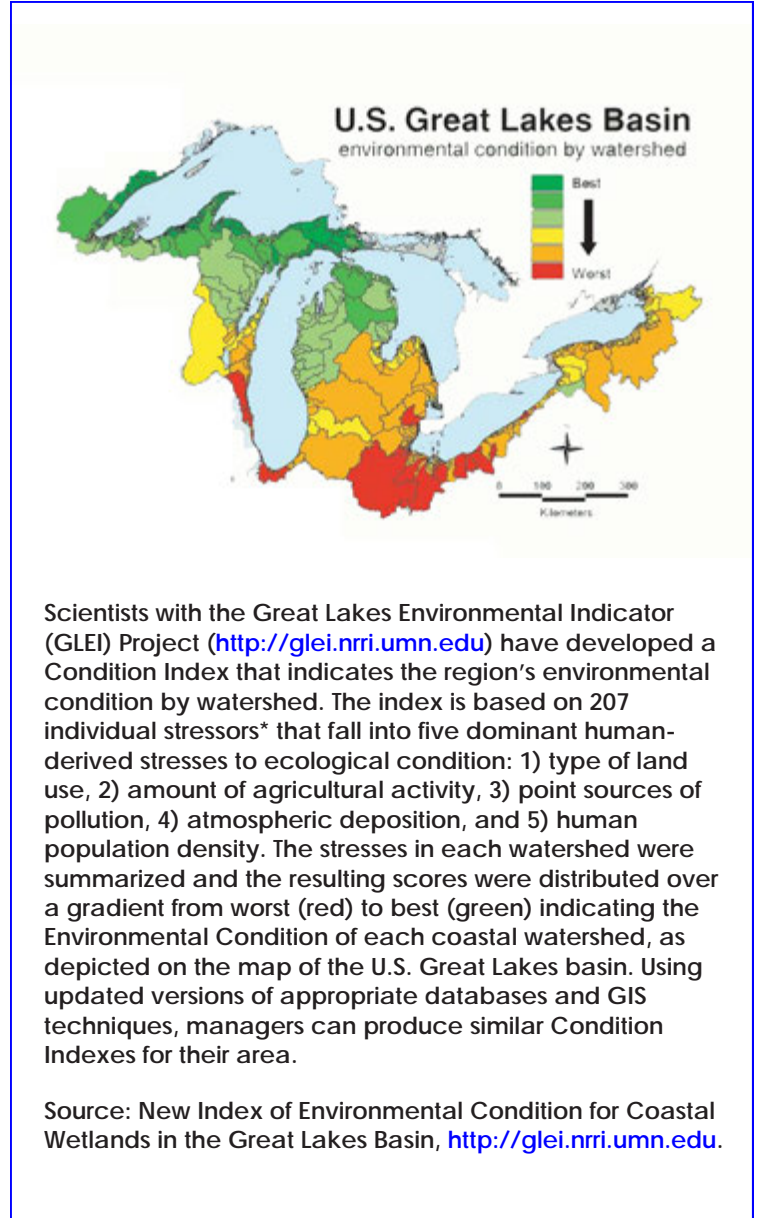 U.S. Great Lakes Basin
environmental condition by watershed
Best
Worst
0 100 200 300
Kilometers
Scientists with the Great Lakes Environmental Indicator
(GLEI) Project (http://glei.nrri.umn.edu) have developed a
Condition Index that indicates the region's environmental
condition by watershed. The index is based on 207
individual stressors* that fall into five dominant human-
derived stresses to ecological condition: 1) type of land
use, 2) amount of agricultural activity, 3) point sources of
pollution, 4) atmospheric deposition, and 5) human
population density. The stresses in each watershed were
summarized and the resulting scores were distributed over
a gradient from worst (red) to best (green) indicating the
Environmental Condition of each coastal watershed, as
depicted on the map of the U.S. Great Lakes basin. Using
updated versions of appropriate databases and GIS
techniques, managers can produce similar Condition
Indexes for their area.
Source: New Index of Environmental Condition for Coastal
Wetlands in the Great Lakes Basin, http://glei.nrri.umn.edu.